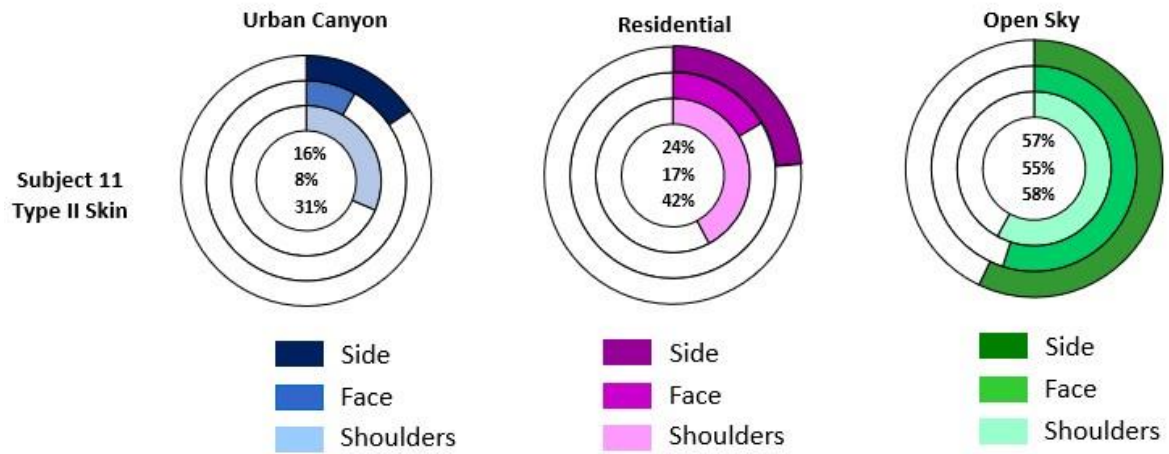 Urban Canyon
Residential
Open Sky
Subject 11
Type II Skin
16%
8%
31%
24%
17%
42%
57%
55%
58%
Side
Face
Shoulders
Side
Face
Shoulders
Side
Face
Shoulders